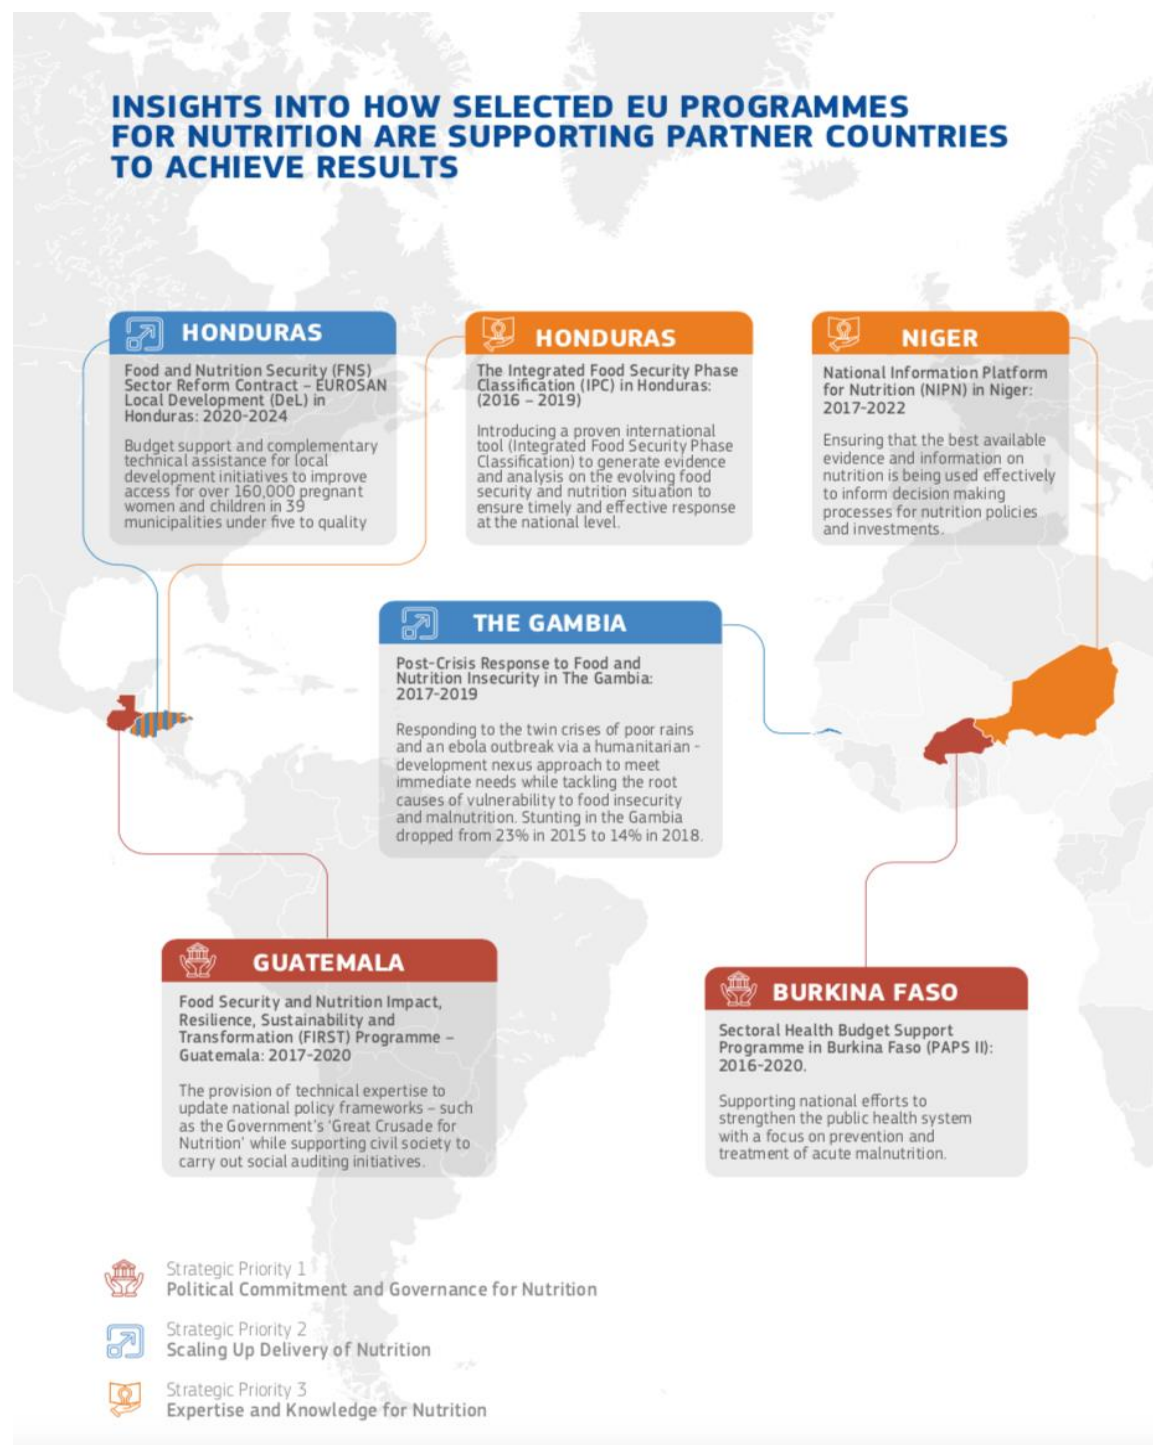 INSIGHTS INTO HOW SELECTED EU PROGRAMMES
FOR NUTRITION ARE SUPPORTING PARTNER COUNTRIES
TO ACHIEVE RESULTS
HONDURAS
Food and Nutrition Security (FNS)
Sector Reform Contract – EUROSAN
Local Development (DeL) in
Honduras: 2020-2024
Budget support and complementary
technical assistance for local
development initiatives to improve
access for over 160,000 pregnant
women and children in 39
municipalities under five to quality
HONDURAS
The Integrated Food Security Phase
Classification (IPC) in Honduras:
(2016 – 2019)
Introducing a proven international
tool (Integrated Food Security Phase
Classification) to generate evidence
and analysis on the evolving food
security and nutrition situation to
ensure timely and effective response
at the national level.
NIGER
National Information Platform
for Nutrition (NIPN) in Niger:
2017-2022
Ensuring that the best available
evidence and information on
nutrition is being used effectively
to inform decision making
processes for nutrition policies
and investments.
THE GAMBIA
Post-Crisis Response to Food and
Nutrition Insecurity in The Gambia:
2017-2019
Responding to the twin crises of poor rains
and an ebola outbreak via a humanitarian -
development nexus approach to meet
immediate needs while tackling the root
causes of vulnerability to food insecurity
and malnutrition. Stunting in the Gambia
dropped from 23% in 2015 to 14% in 2018.
GUATEMALA
Food Security and Nutrition Impact,
Resilience, Sustainability and
Transformation (FIRST) Programme –
Guatemala: 2017-2020
The provision of technical expertise to
update national policy frameworks – such
as the Government's 'Great Crusade for
Nutrition' while supporting civil society to
carry out social auditing initiatives.
BURKINA FASO
Sectoral Health Budget Support
Programme in Burkina Faso (PAPS II):
2016-2020.
Supporting national efforts to
strengthen the public health system
with a focus on prevention and
treatment of acute malnutrition.
Strategic Priority 1
Political Commitment and Governance for Nutrition
Strategic Priority 2
Scaling Up Delivery of Nutrition
Strategic Priority 3
Expertise and Knowledge for Nutrition